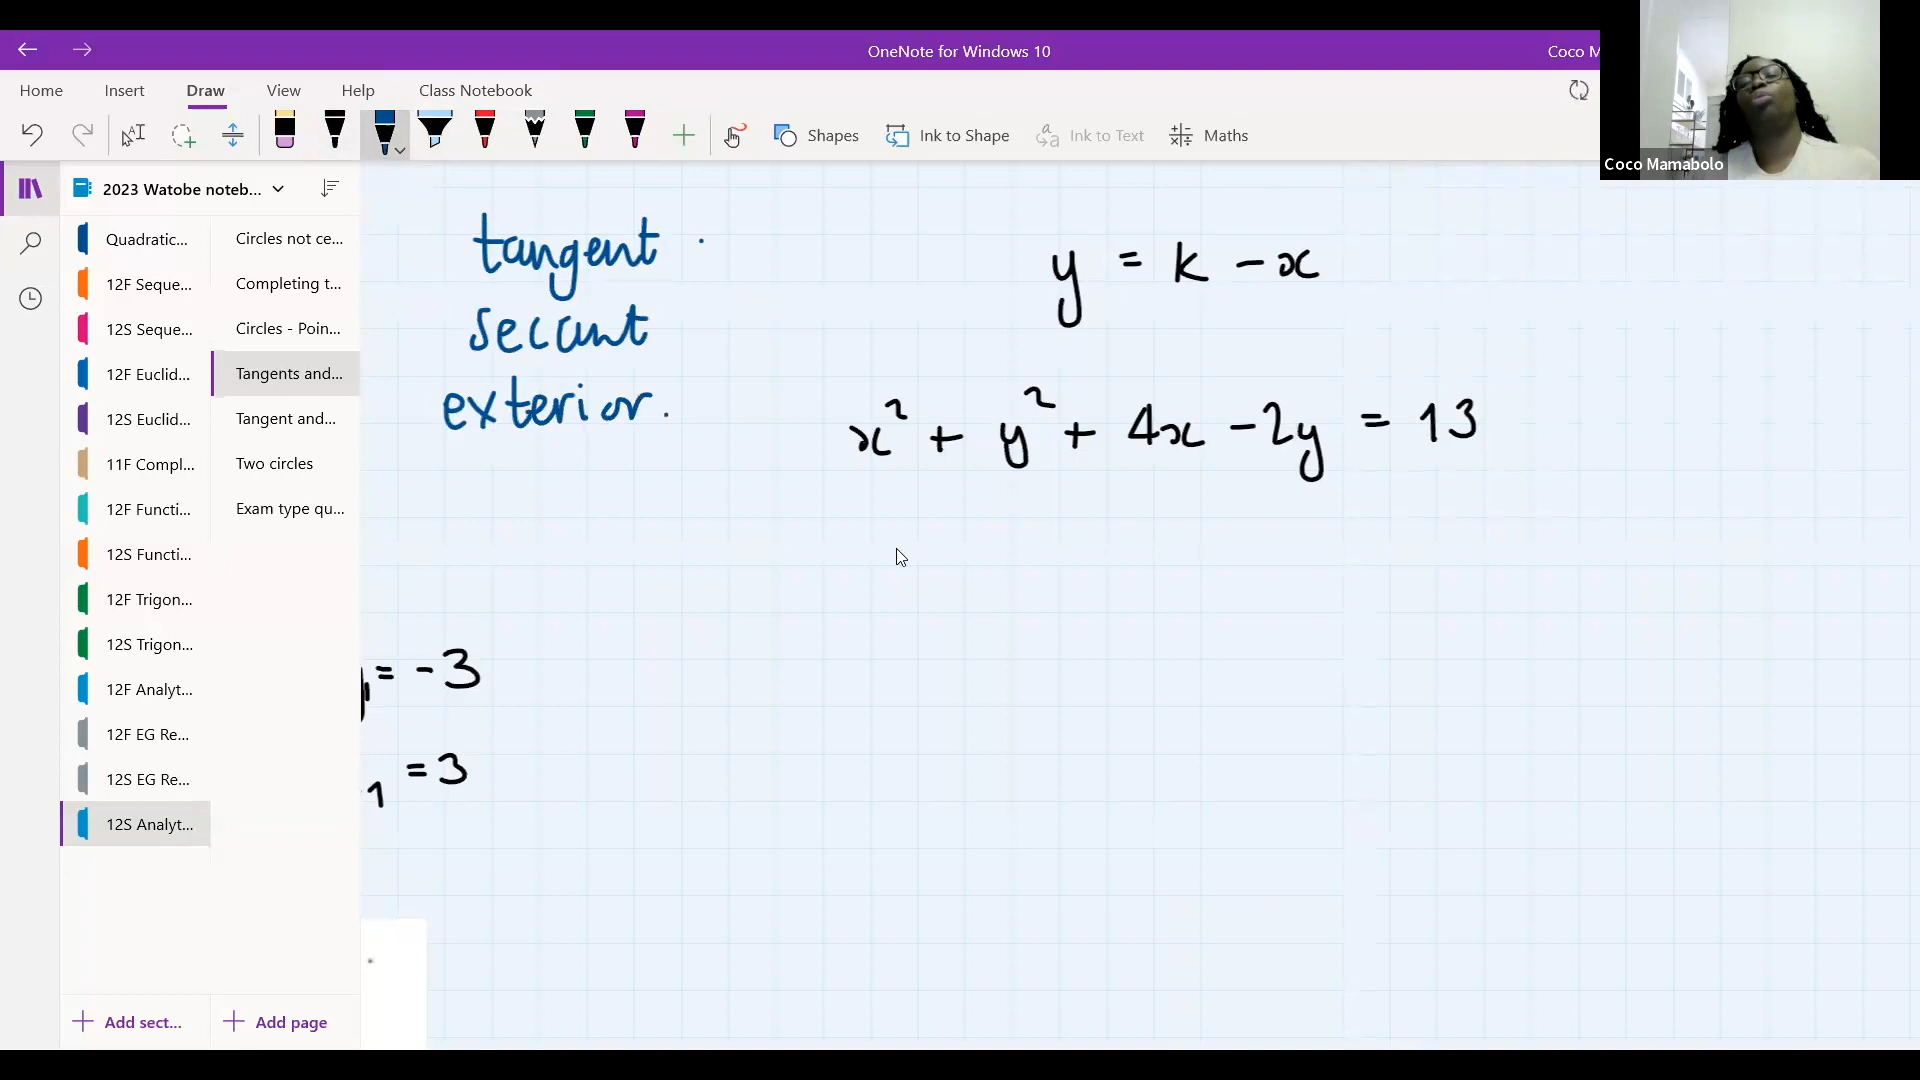 OneNote for Windows 10
Coco M
Home Insert Draw View Help Class Notebook
Shapes Ink to Shape Ink to Text Maths
Coco Mamabolo
2023 Watobe noteb...
Quadratic...
12F Seque...
12S Seque...
12F Euclid...
12S Euclid...
11F Compl...
12F Functi...
12S Functi...
12F Trigon...
12S Trigon...
12F Analyt...
12F EG Re...
12S EG Re...
12S Analyt...
Add sect...
Circles not ce...
Completing t...
Circles - Poin...
Tangents and...
Tangent and...
Two circles
Exam type qu...
Add page
tangent .
secant
exterior.
y = k - x
x² + y² + 4x - 2y = 13
= -3
1 = 3